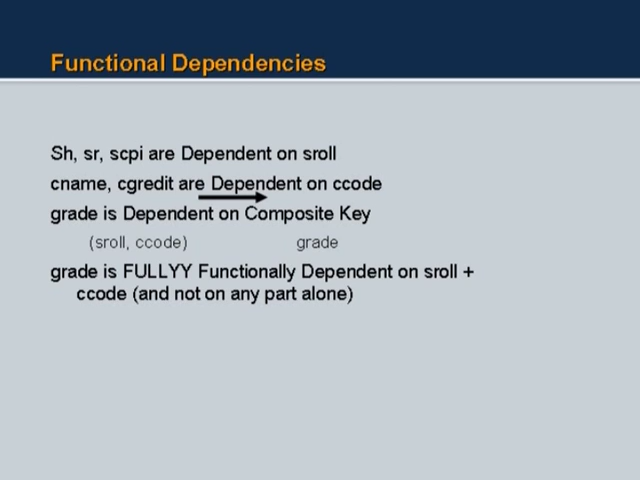 Functional Dependencies
Sh, sr, scpi are Dependent on sroll
cname, cgredit are Dependent on ccode
grade is Dependent on Composite Key
(sroll, ccode) grade
grade is FULLYY Functionally Dependent on sroll +
ccode (and not on any part alone)